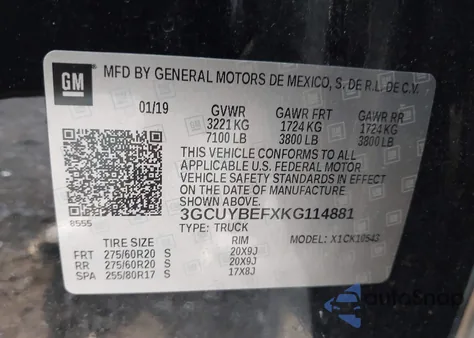 GM
MFD BY GENERAL MOTORS DE MEXICO, S. DE R.L. DE C.V.
01/19 GVWR GAWR FRT GAWR RR
3221 KG 1724 KG 1724 KG
7100 LB 3800 LB 3800 LB
THIS VEHICLE CONFORMS TO ALL
APPLICABLE U.S. FEDERAL MOTOR
VEHICLE SAFETY STANDARDS IN EFFECT
ON THE DATE OF MANUFACTURE
SHOWN ABOVE.
3GCUYBEFXKG114881
8555 TYPE: TRUCK
TIRE SIZE RIM MODEL: X1CK10543
FRT 275/60R20 S 20X9J
RR 275/60R20 S 20X9J
SPA 255/80R17 S 17X8J
AutoSnap